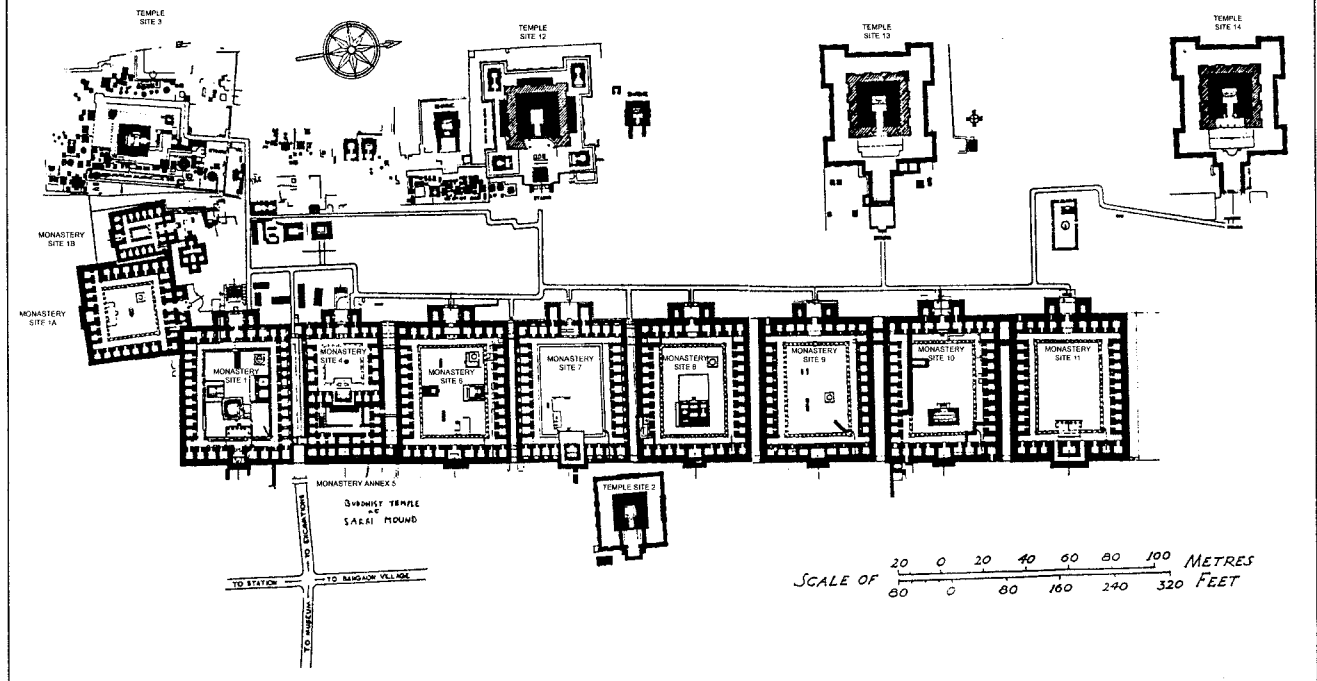 TEMPLE
SITE 3
TEMPLE
SITE 12
TEMPLE
SITE 13
TEMPLE
SITE 14
MONASTERY
SITE 1B
MONASTERY
SITE 1A
MONASTERY
SITE 1
MONASTERY
SITE 4
MONASTERY
SITE 6
MONASTERY
SITE 7
MONASTERY
SITE 8
MONASTERY
SITE 9
MONASTERY
SITE 10
MONASTERY
SITE 11
MONASTERY ANNEX 5
BUDDHIST TEMPLE
AT
SARAI MOUND
TEMPLE SITE 2
TO EXCAVATIONS
TO STATION
TO BARGAON VILLAGE
TO MUSEUM
SCALE OF
20 0 20 40 60 80 100 METRES
80 0 80 160 240 320 FEET